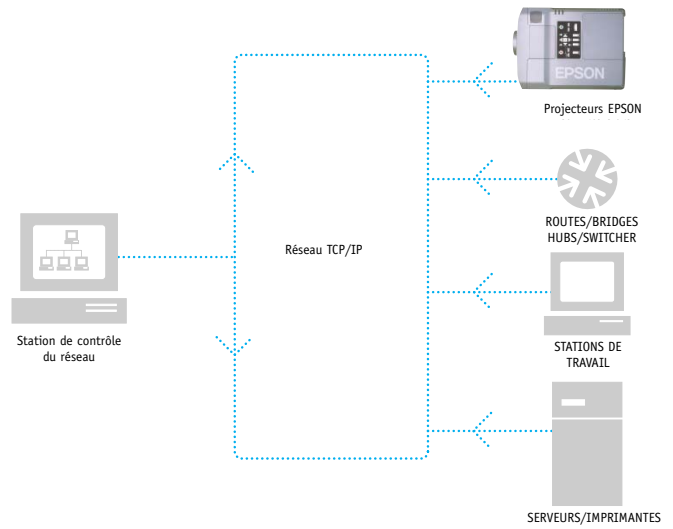 EPSON
Projecteurs EPSON
ROUTES/BRIDGES
HUBS/SWITCHER
Réseau TCP/IP
Station de contrôle
du réseau
STATIONS DE
TRAVAIL
SERVEURS/IMPRIMANTES